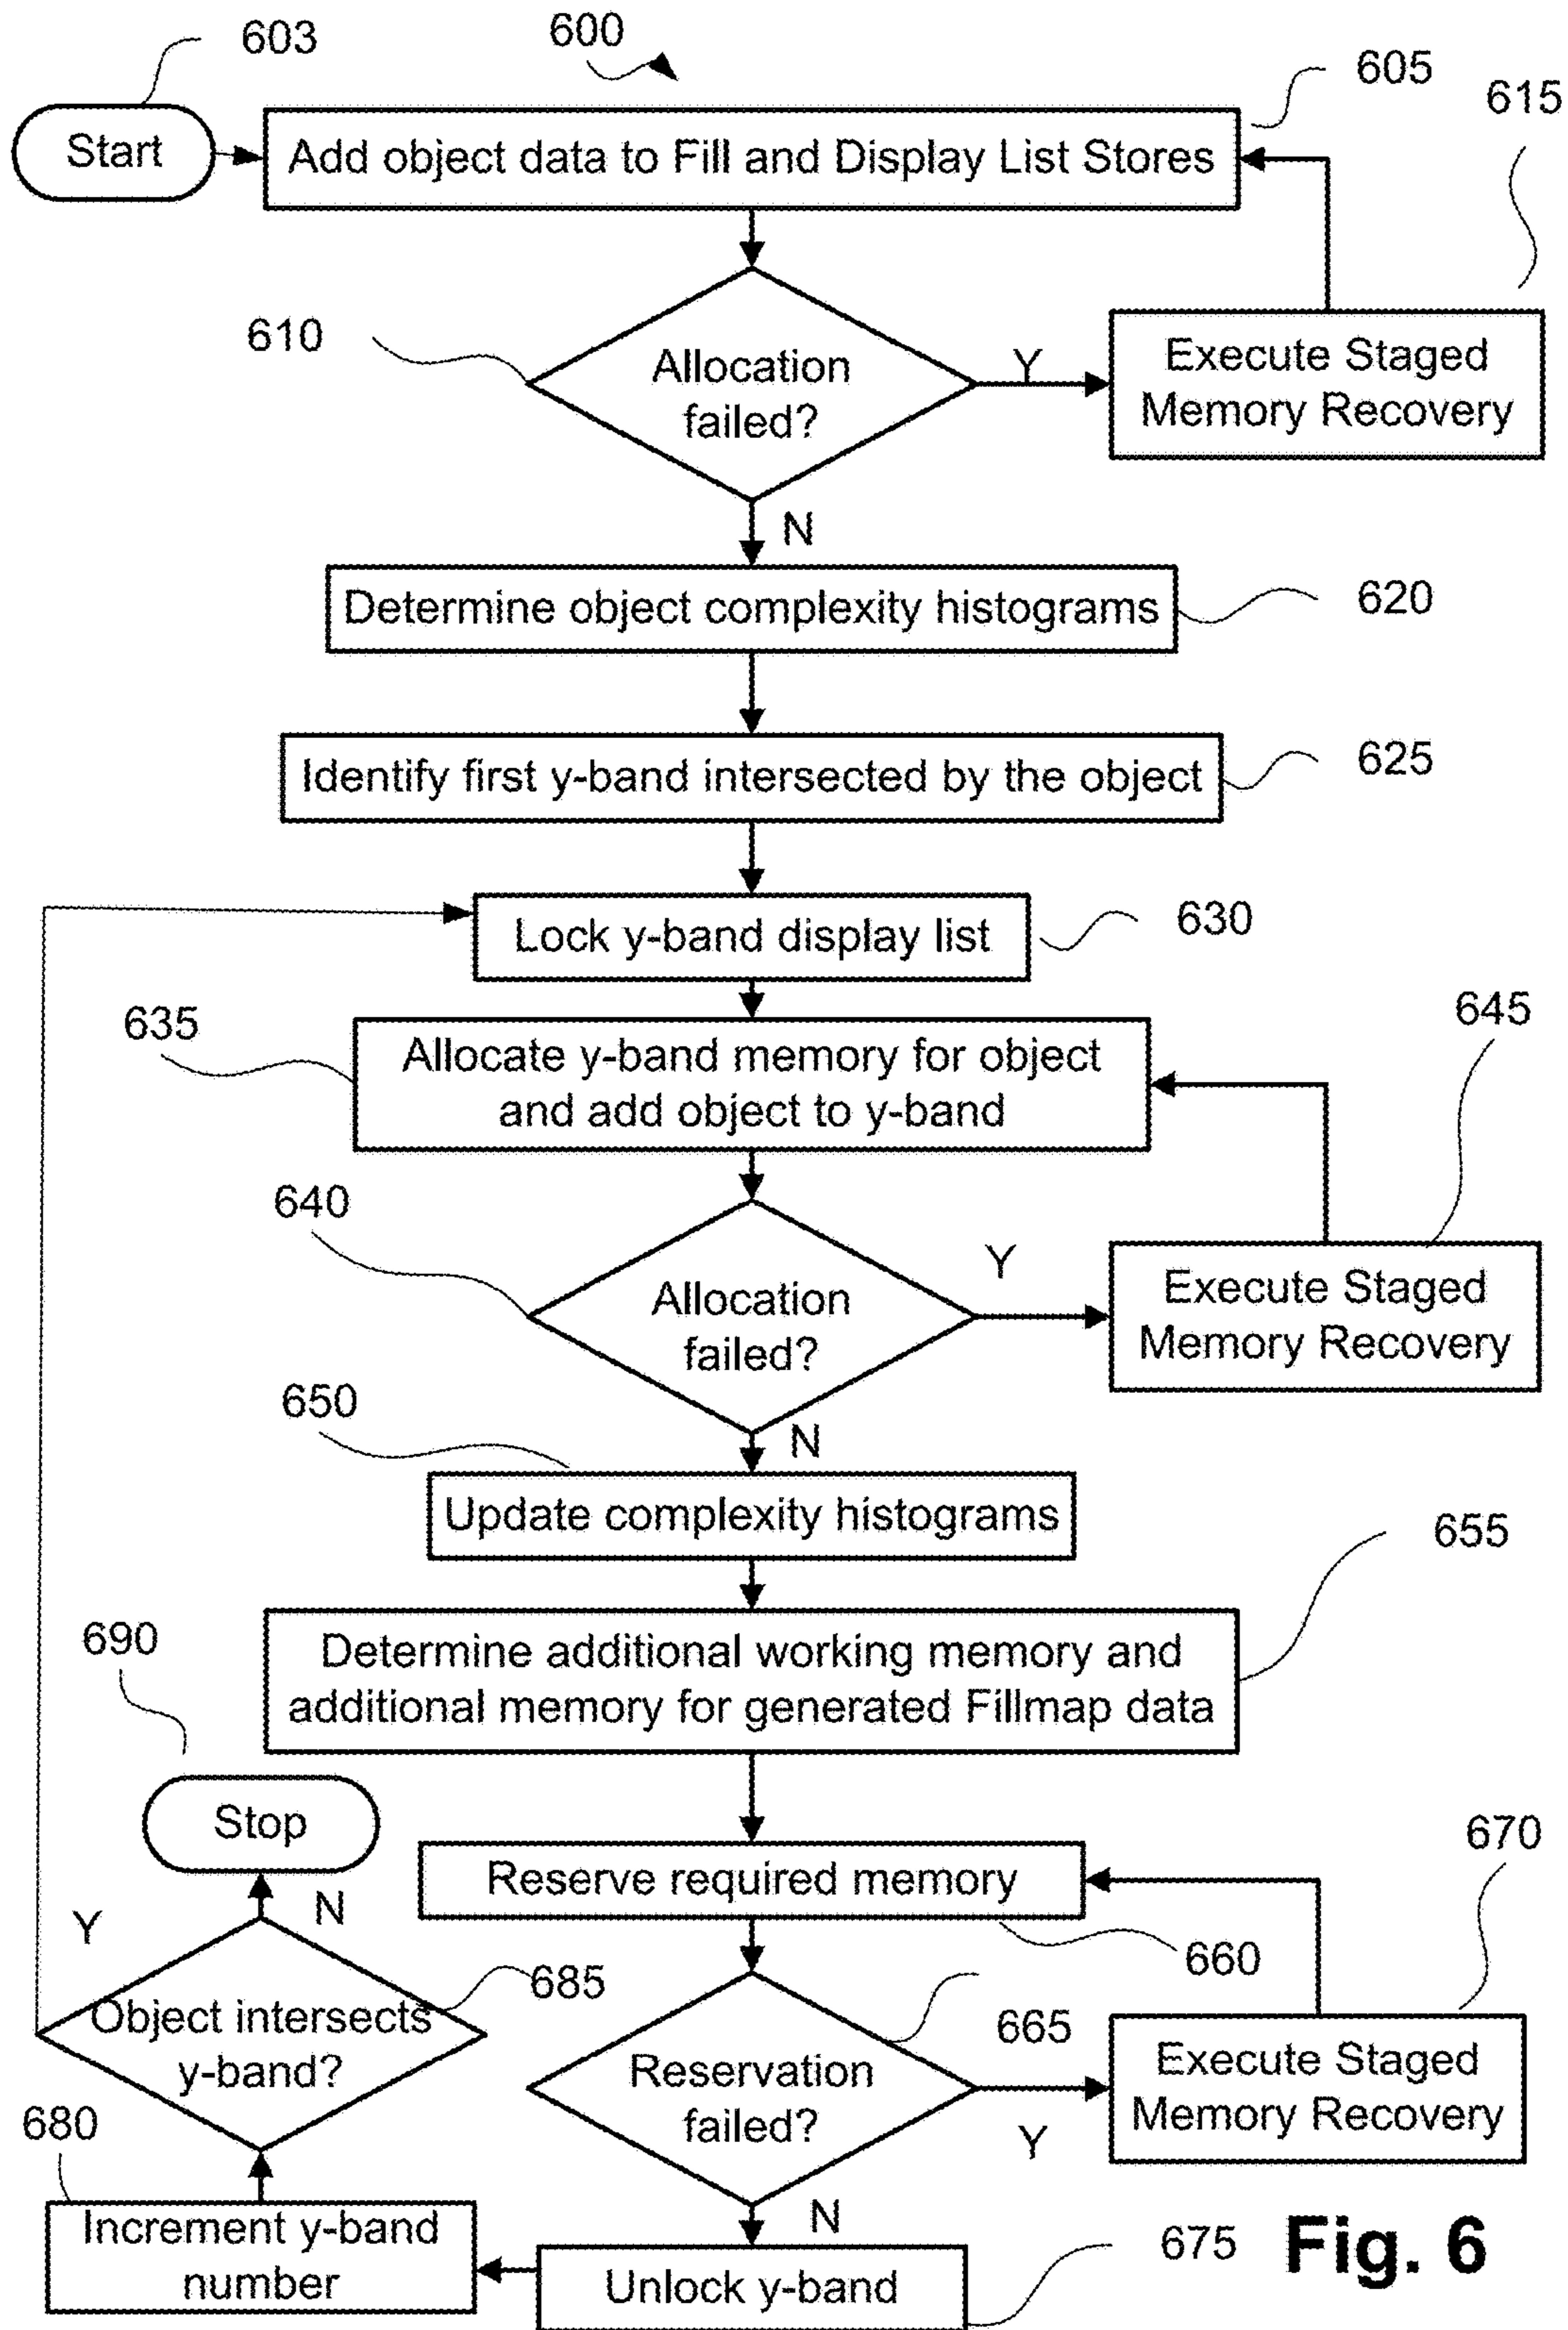 603
600
605
615
Start
Add object data to Fill and Display List Stores
610
Allocation
failed?
Y
Execute Staged
Memory Recovery
N
Determine object complexity histograms
620
Identify first y-band intersected by the object
625
Lock y-band display list
630
635
Allocate y-band memory for object
and add object to y-band
645
640
Allocation
failed?
Y
Execute Staged
Memory Recovery
650
N
Update complexity histograms
655
Determine additional working memory and
additional memory for generated Fillmap data
690
Stop
Reserve required memory
670
Y
N
660
685
Object intersects
y-band?
665
Reservation
failed?
Y
Execute Staged
Memory Recovery
680
Increment y-band
number
N
Unlock y-band
675
Fig. 6